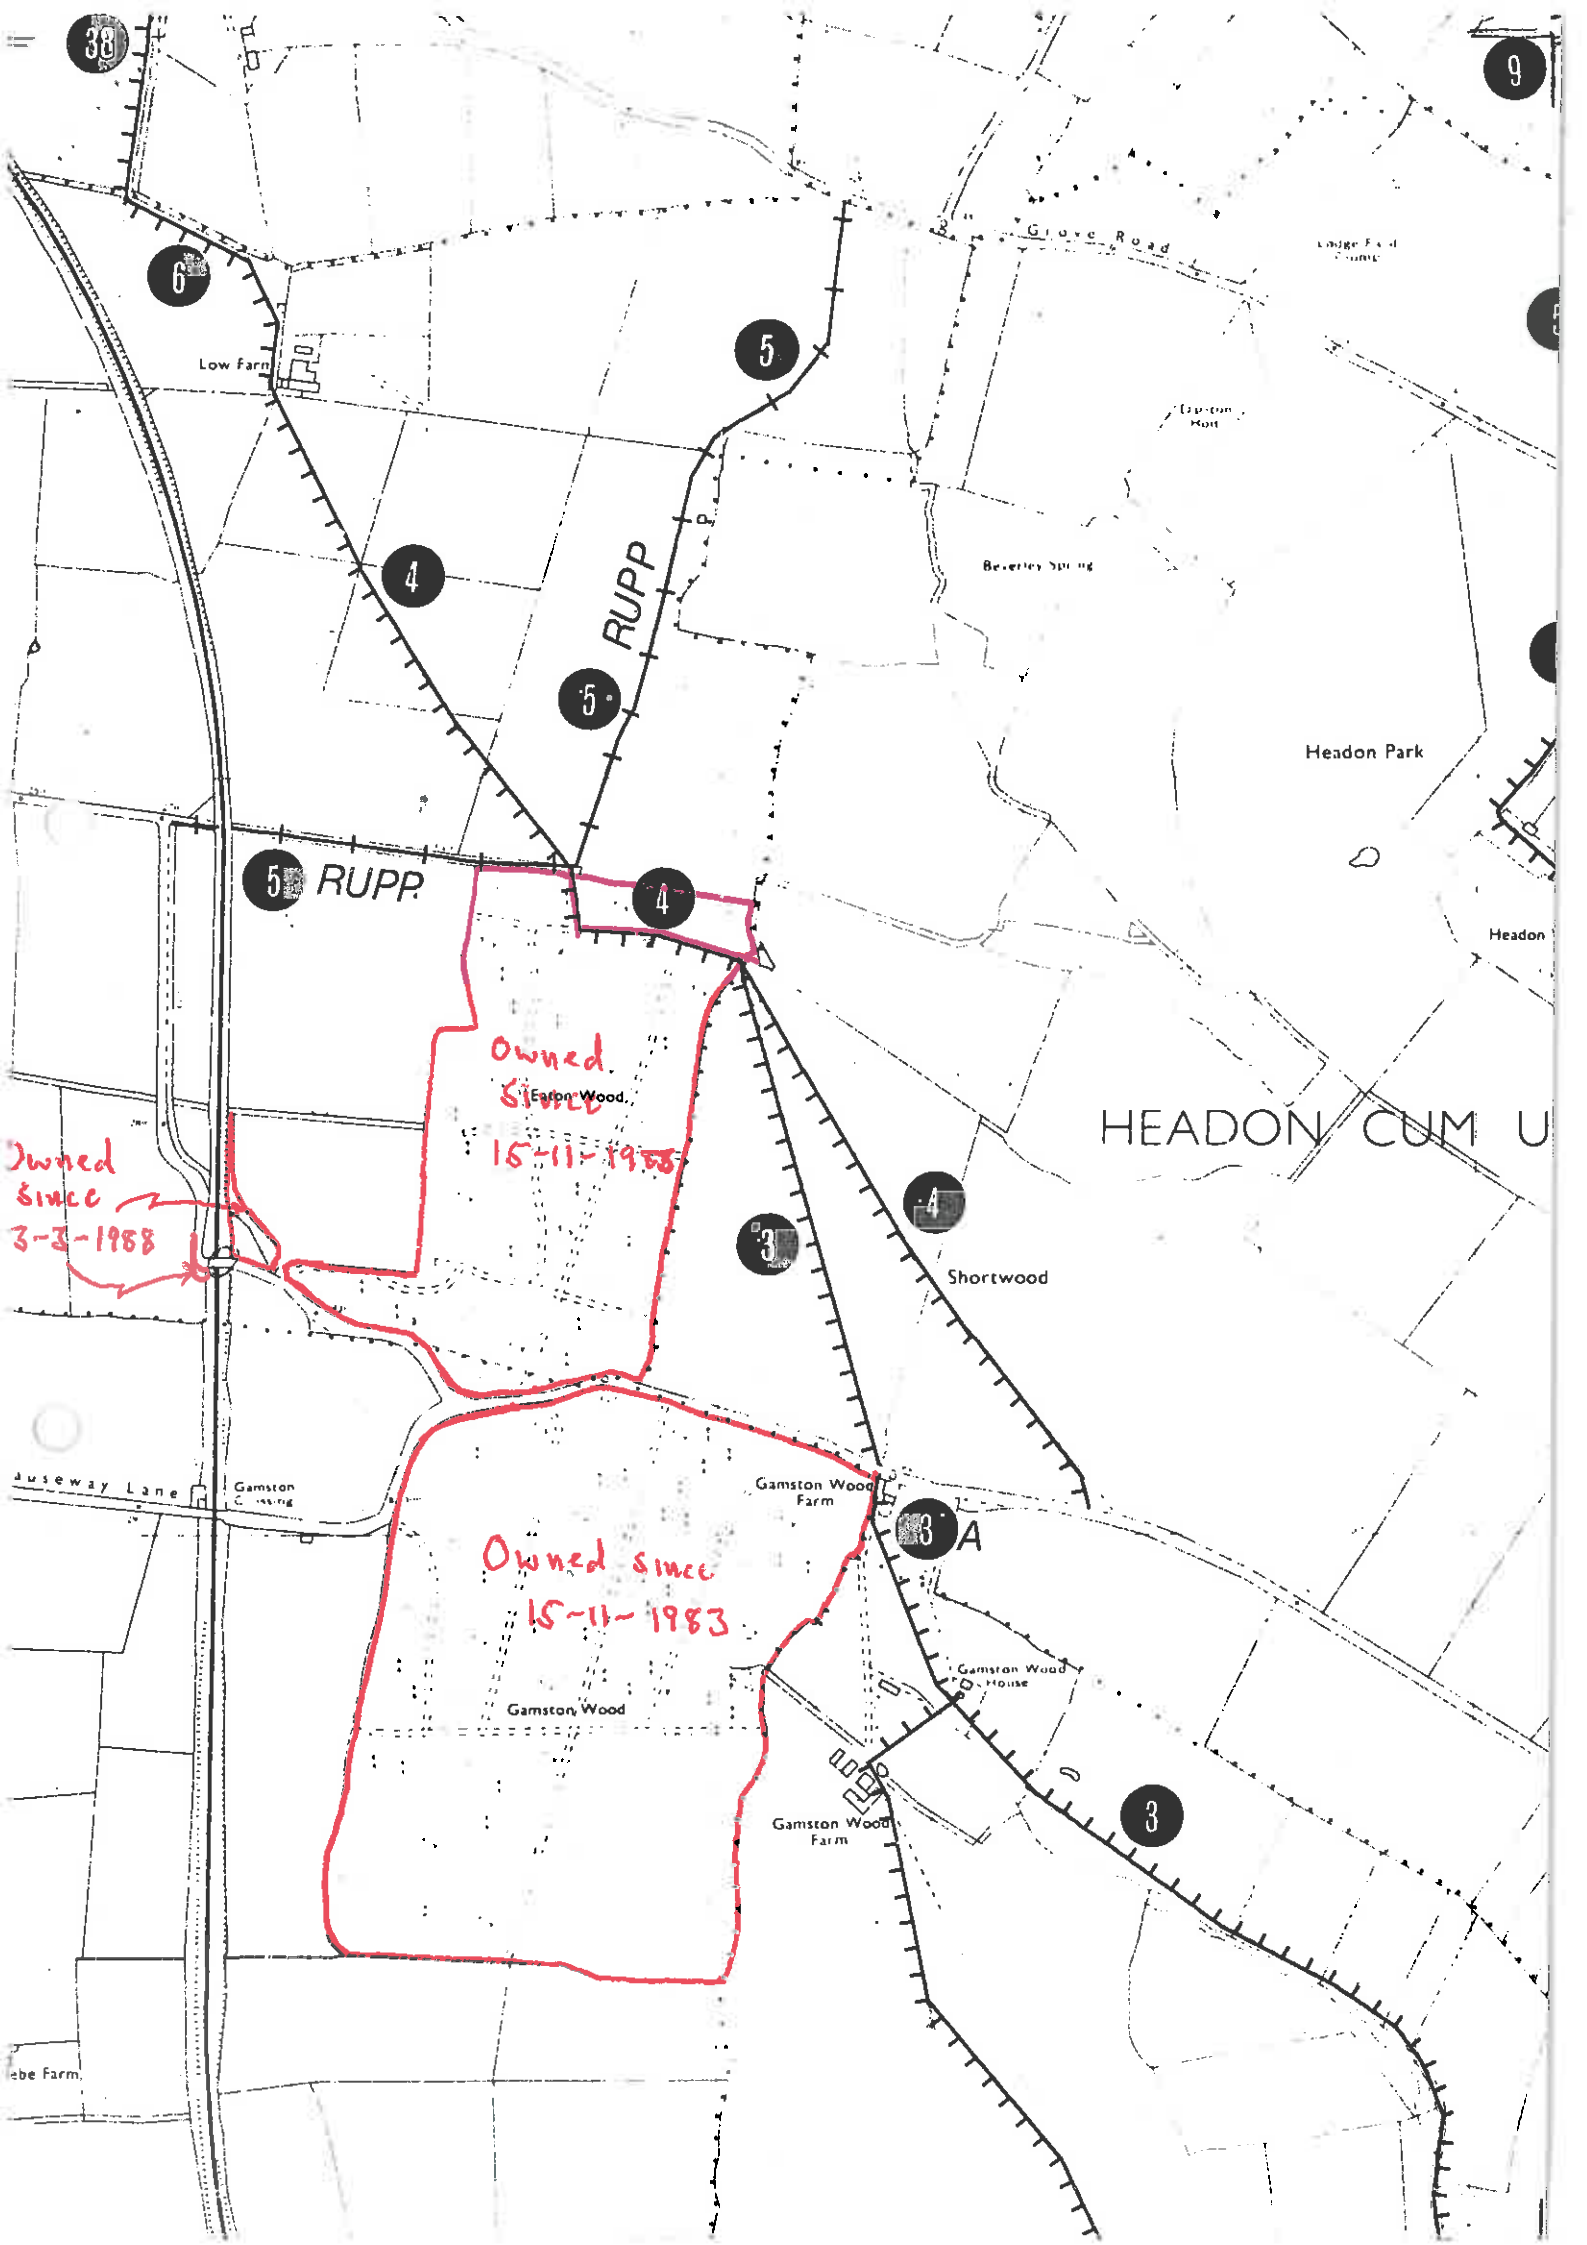 38
9
6
Grove Road
5
Low Farm
4
RUPP
Beverley Spring
5
Headon Park
5 RUPP
4
Headon
Owned
Since
Eaton Wood
15-11-1983
HEADON CUM U
Owned
since
3-3-1988
4
3
Shortwood
auseway Lane
Gamston
Crossing
Gamston Wood
Farm
3 A
Owned since
15-11-1983
Gamston Wood
House
Gamston Wood
3
Gamston Wood
Farm
ebe Farm